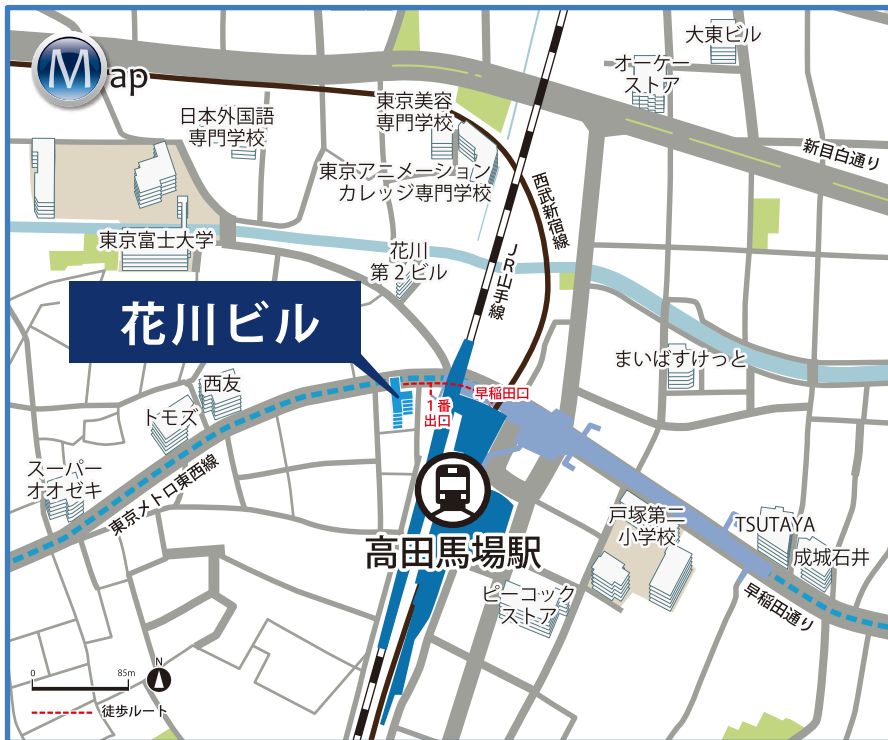 Map
大東ビル
オーケー
ストア
東京美容
専門学校
日本外国語
専門学校
新目白通り
東京アニメーション
カレッジ専門学校
西武新宿線
JR山手線
東京富士大学
花川
第2ビル
花川ビル
まいばすけっと
西友
早稲田口
1番
出口
トモズ
スーパー
オオゼキ
東京メトロ東西線
高田馬場駅
戸塚第二
小学校
TSUTAYA
成城石井
早稲田通り
ピーコック
ストア
0 85m
N
徒歩ルート